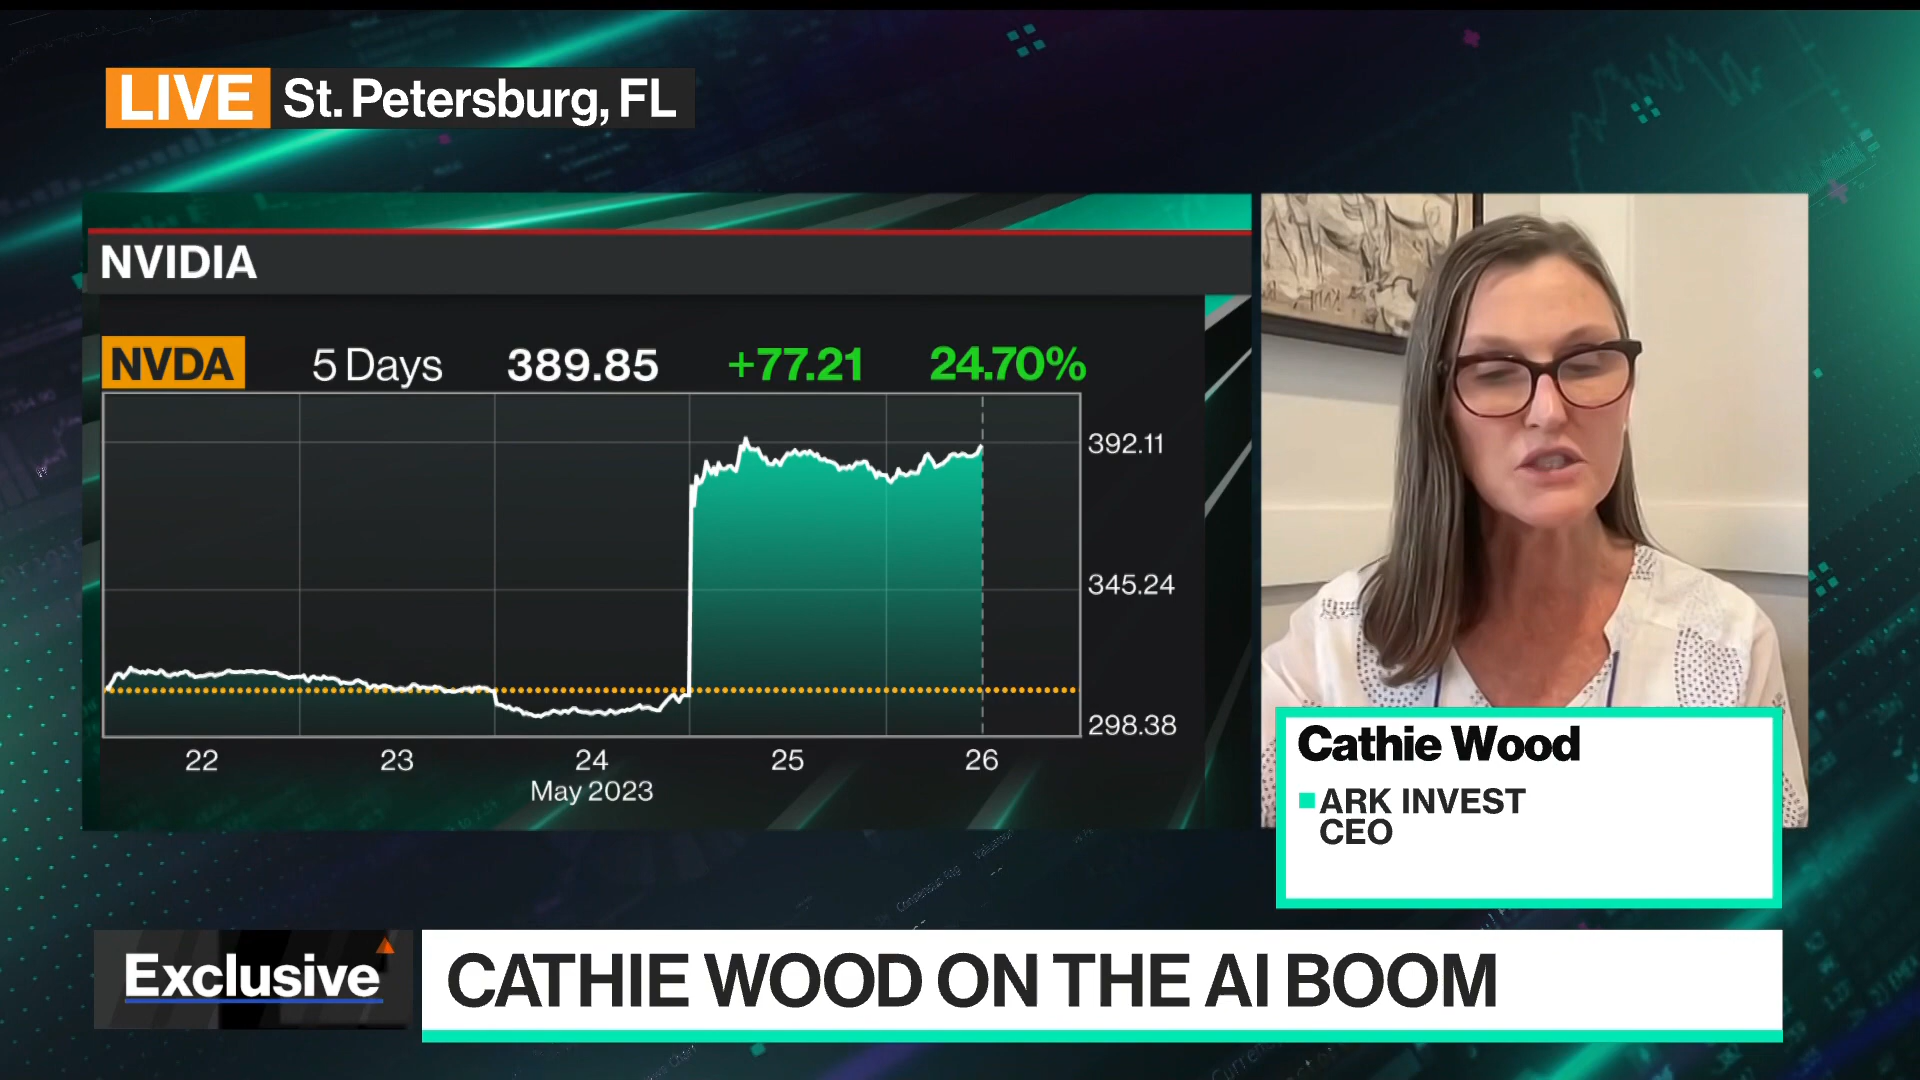 LIVE St. Petersburg, FL
NVIDIA
NVDA 5 Days 389.85 +77.21 24.70%
392.11
345.24
298.38
22 23 24 25 26
May 2023
Cathie Wood
ARK INVEST
CEO
Exclusive
CATHIE WOOD ON THE AI BOOM